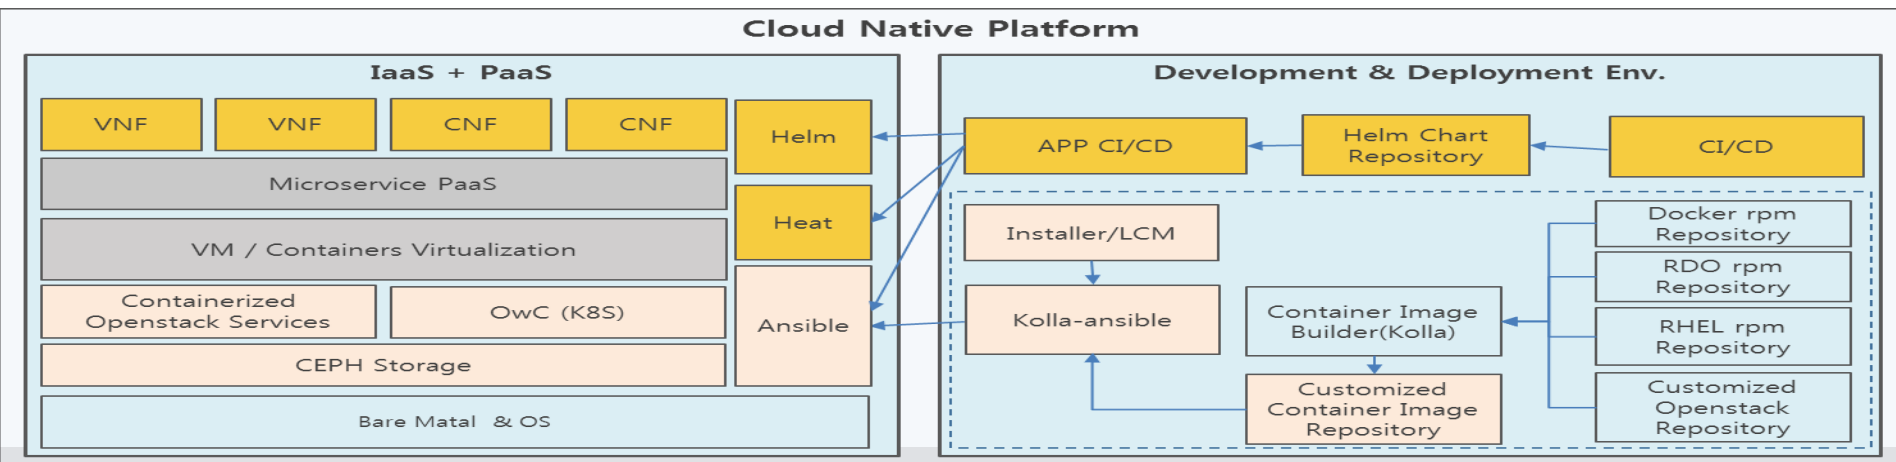 Cloud Native Platform
IaaS + PaaS
VNF
VNF
CNF
CNF
Helm
Microservice PaaS
Heat
VM / Containers Virtualization
Containerized
Openstack Services
OwC (K8S)
Ansible
CEPH Storage
Bare Matal & OS
Development & Deployment Env.
APP CI/CD
Helm Chart
Repository
CI/CD
Installer/LCM
Kolla-ansible
Container Image
Builder(Kolla)
Customized
Container Image
Repository
Docker rpm
Repository
RDO rpm
Repository
RHEL rpm
Repository
Customized
Openstack
Repository